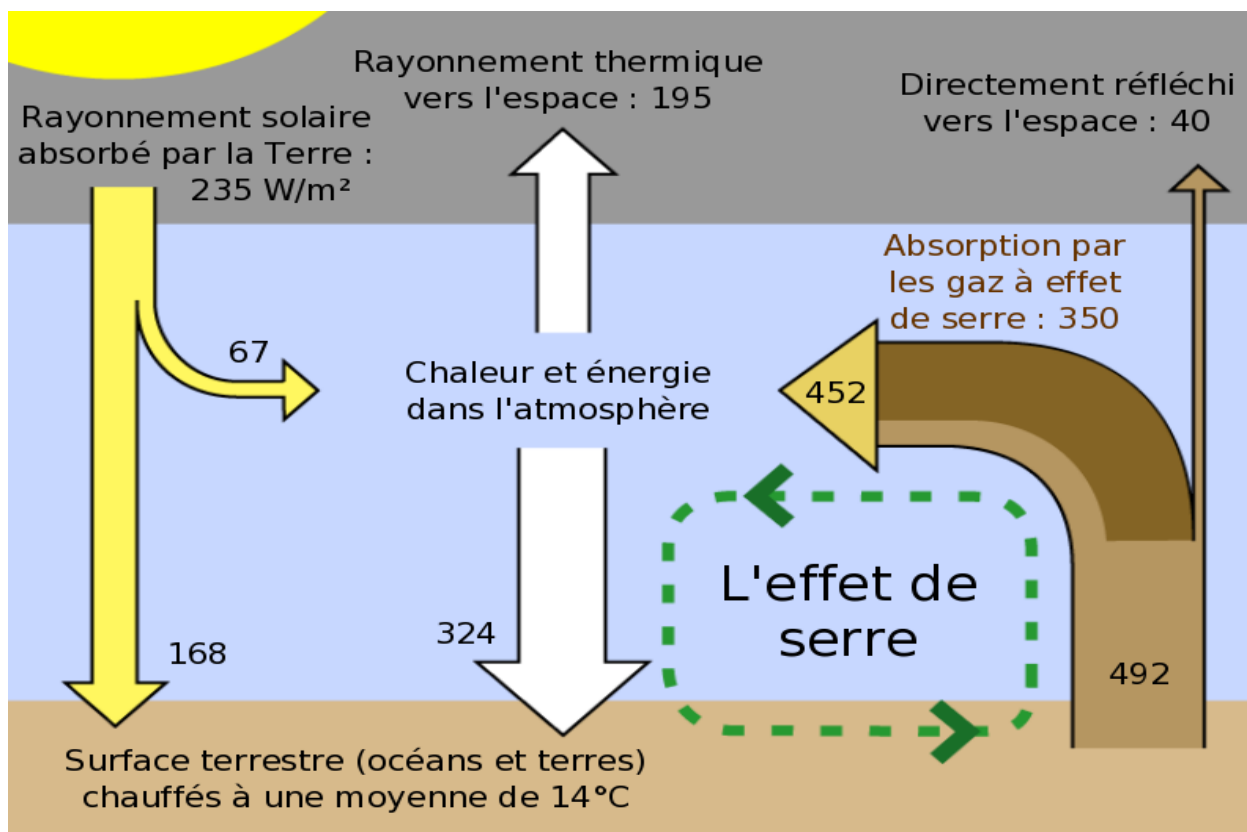 Rayonnement solaire
absorbé par la Terre :
235 W/m²
Rayonnement thermique
vers l'espace : 195
Directement réfléchi
vers l'espace : 40
Absorption par
les gaz à effet
de serre : 350
67
Chaleur et énergie
dans l'atmosphère
452
L'effet de
serre
324
168
492
Surface terrestre (océans et terres)
chauffés à une moyenne de 14°C